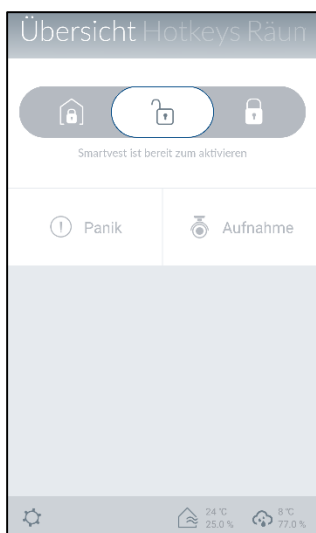 Übersicht Hotkeys Räun
Smartvest ist bereit zum aktivieren
Panik
Aufnahme
24 °C
25.0 %
8 °C
77.0 %